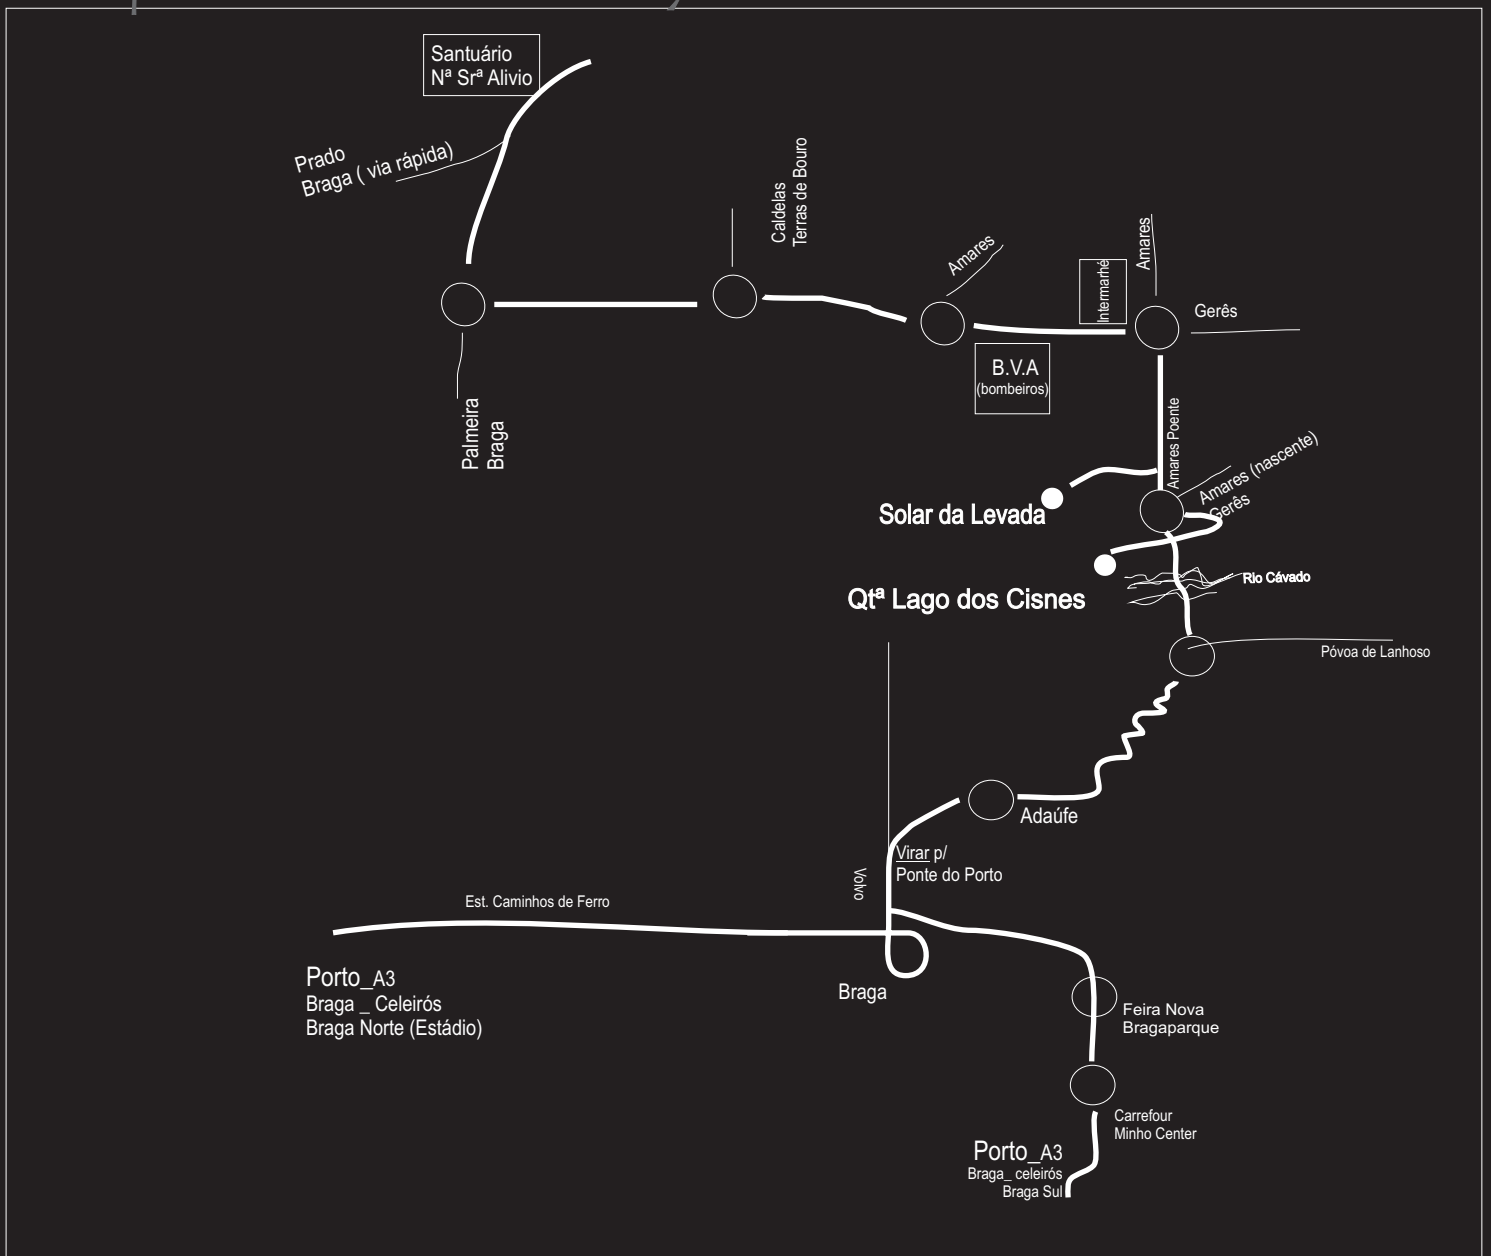 Santuário
Nª Srª Alivio
Prado
Braga ( via rápida)
Caldelas
Terras de Bouro
Amares
Intermarhé
Amares
Gerês
B.V.A
(bombeiros)
Palmeira
Braga
Amares Poente
Amares (nascente)
Gerês
Solar da Levada
Rio Cávado
Qtª Lago dos Cisnes
Póvoa de Lanhoso
Adaúfe
Virar p/
Ponte do Porto
Volvo
Est. Caminhos de Ferro
Porto_A3
Braga _ Celeirós
Braga Norte (Estádio)
Braga
Feira Nova
Bragaparque
Carrefour
Minho Center
Porto_A3
Braga_ celeirós
Braga Sul